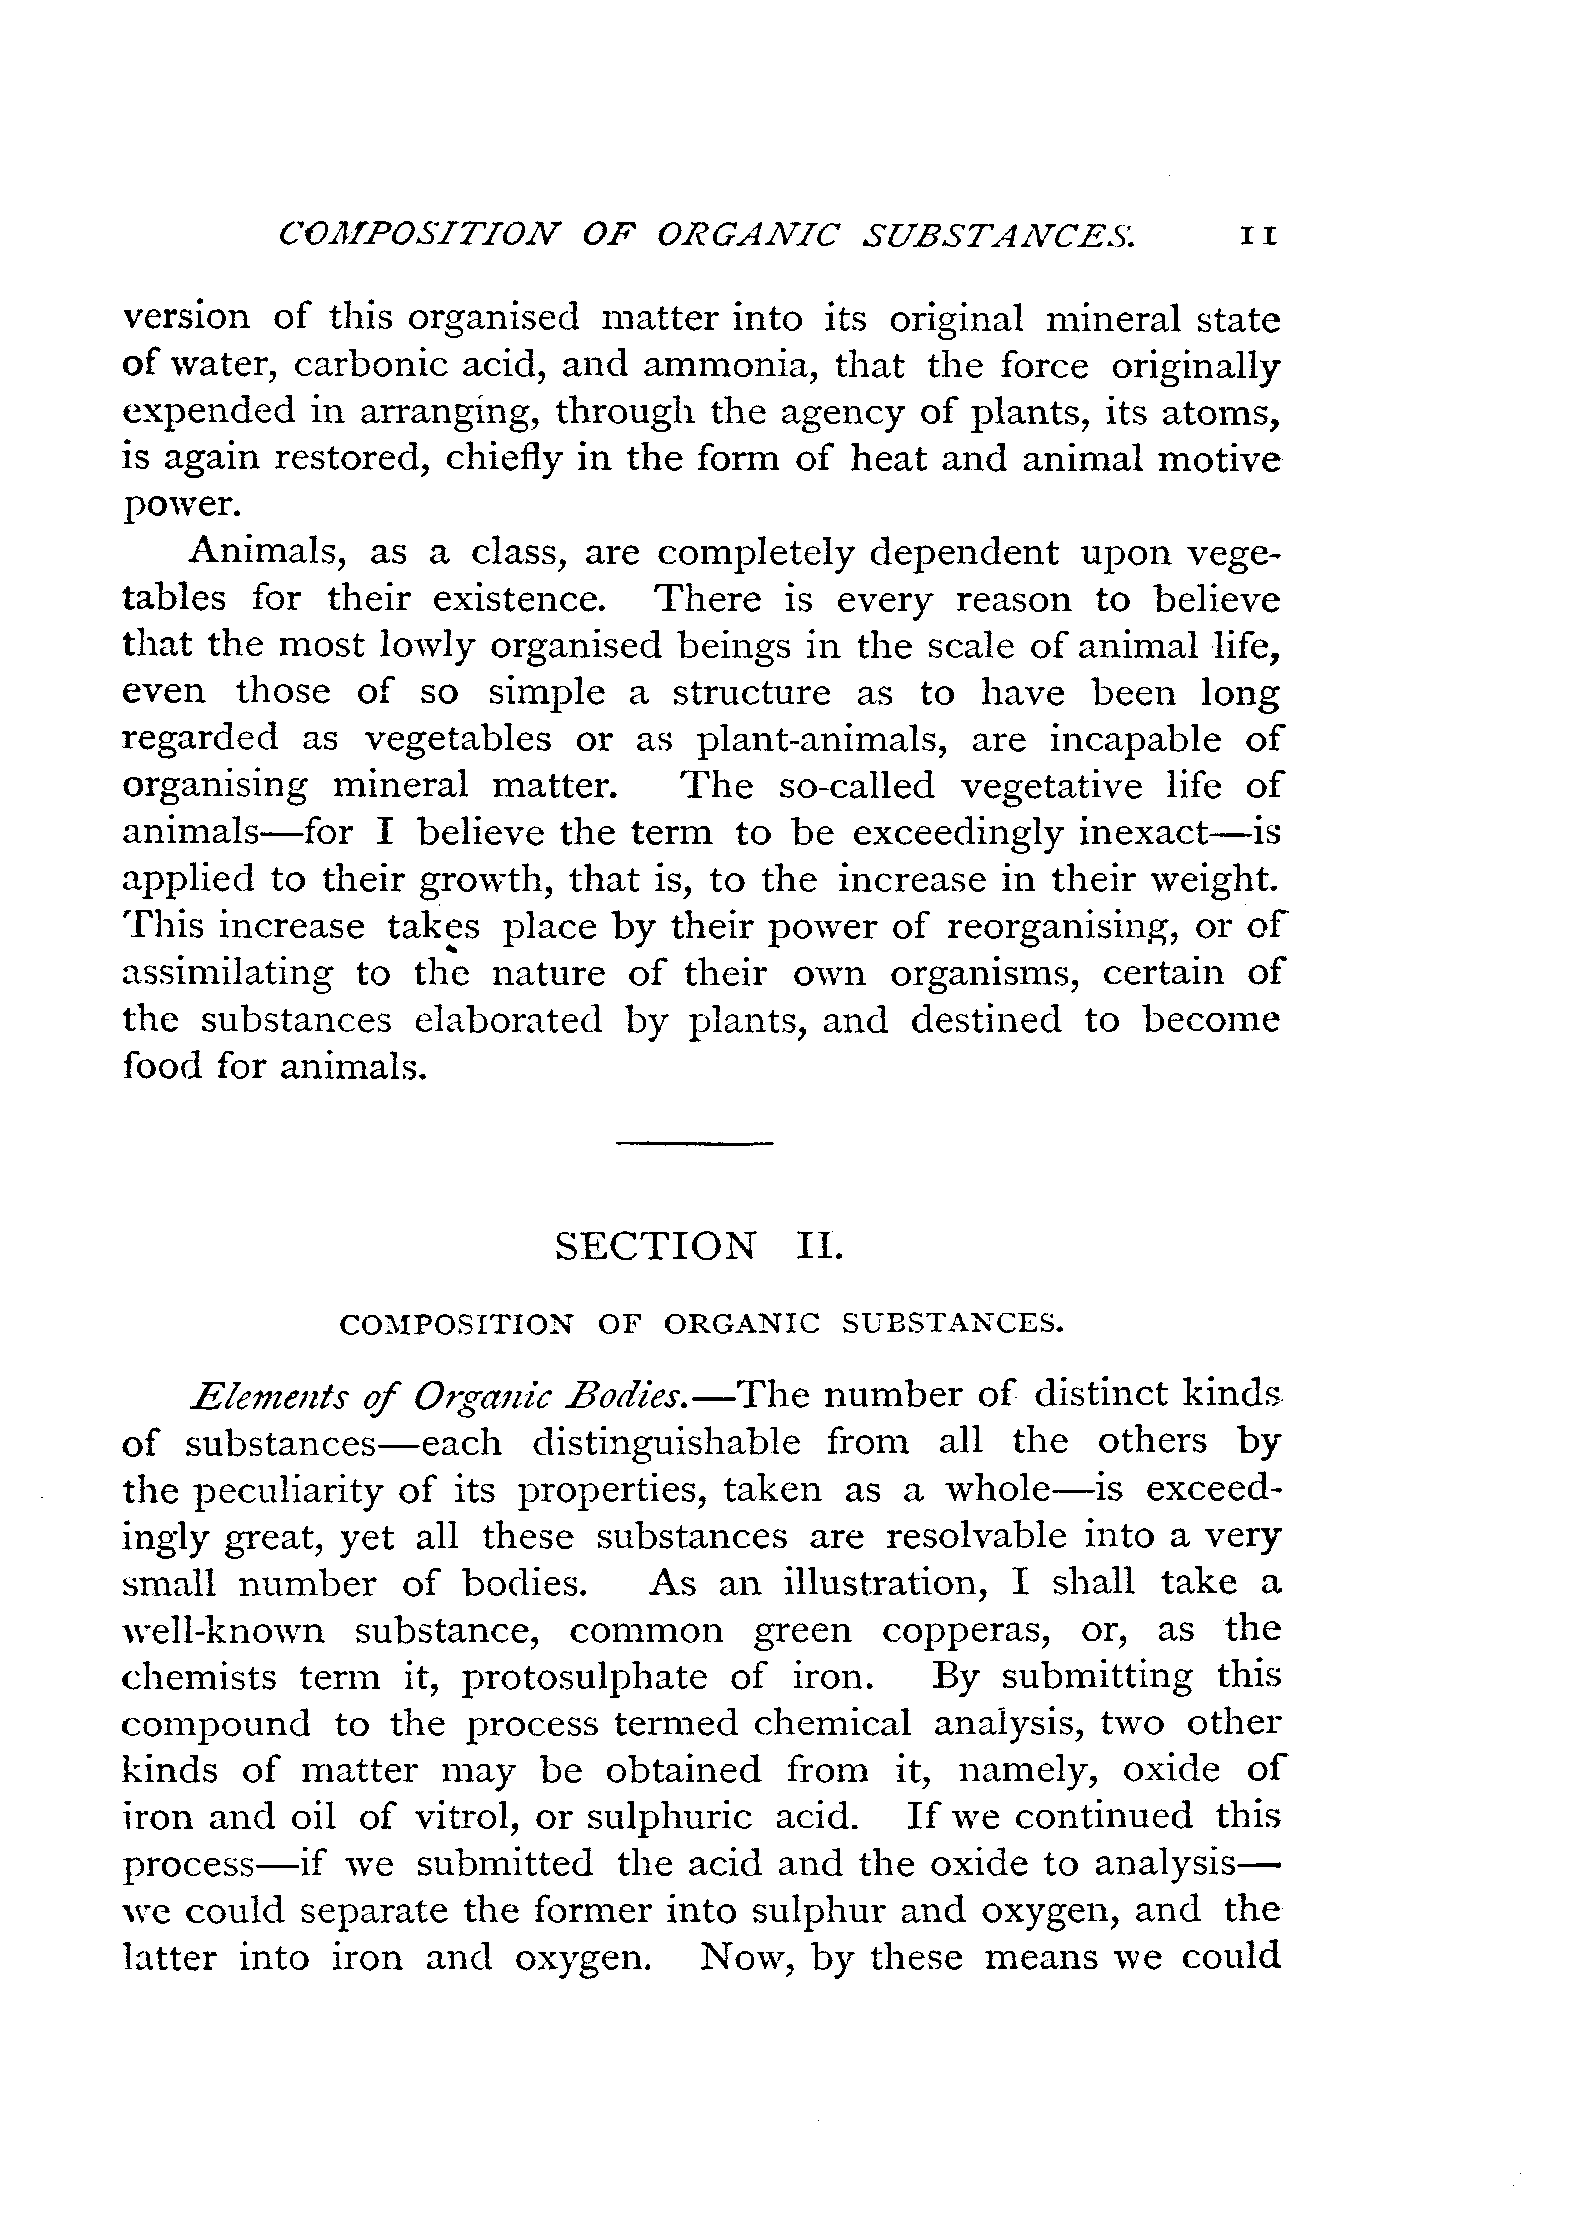 COMPOSITION OF ORGANIC SUBSTANCES. 11
version of this organised matter into its original mineral state
of water, carbonic acid, and ammonia, that the force originally
expended in arranging, through the agency of plants, its atoms,
is again restored, chiefly in the form of heat and animal motive
power.
Animals, as a class, are completely dependent upon vege-
tables for their existence. There is every reason to believe
that the most lowly organised beings in the scale of animal life,
even those of so simple a structure as to have been long
regarded as vegetables or as plant-animals, are incapable of
organising mineral matter. The so-called vegetative life of
animals—for I believe the term to be exceedingly inexact—is
applied to their growth, that is, to the increase in their weight.
This increase takes place by their power of reorganising, or of
assimilating to the nature of their own organisms, certain of
the substances elaborated by plants, and destined to become
food for animals.
SECTION II.
COMPOSITION OF ORGANIC SUBSTANCES.
Elements of Organic Bodies.—The number of distinct kinds
of substances—each distinguishable from all the others by
the peculiarity of its properties, taken as a whole—is exceed-
ingly great, yet all these substances are resolvable into a very
small number of bodies. As an illustration, I shall take a
well-known substance, common green copperas, or, as the
chemists term it, protosulphate of iron. By submitting this
compound to the process termed chemical analysis, two other
kinds of matter may be obtained from it, namely, oxide of
iron and oil of vitrol, or sulphuric acid. If we continued this
process—if we submitted the acid and the oxide to analysis—
we could separate the former into sulphur and oxygen, and the
latter into iron and oxygen. Now, by these means we could